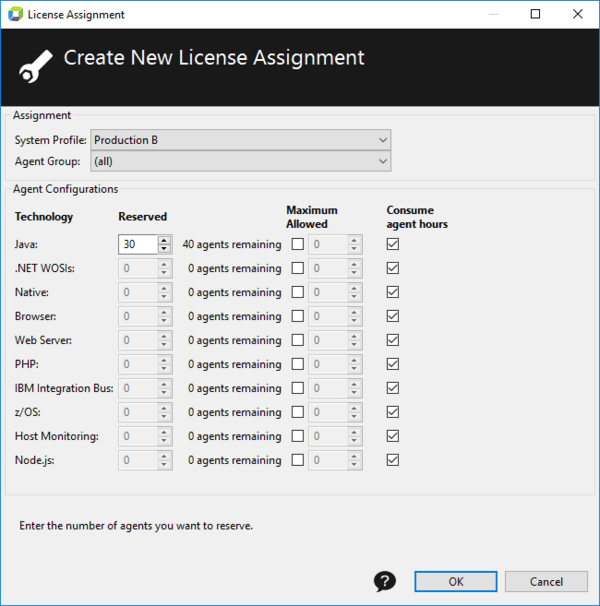 License Assignment
Create New License Assignment
Assignment
System Profile: Production B
Agent Group: (all)
Agent Configurations
Technology Reserved Maximum Allowed Consume agent hours
Java: 30 40 agents remaining 0
.NET WOSIs: 0 0 agents remaining 0
Native: 0 0 agents remaining 0
Browser: 0 0 agents remaining 0
Web Server: 0 0 agents remaining 0
PHP: 0 0 agents remaining 0
IBM Integration Bus: 0 0 agents remaining 0
z/OS: 0 0 agents remaining 0
Host Monitoring: 0 0 agents remaining 0
Node.js: 0 0 agents remaining 0
Enter the number of agents you want to reserve.
? OK Cancel